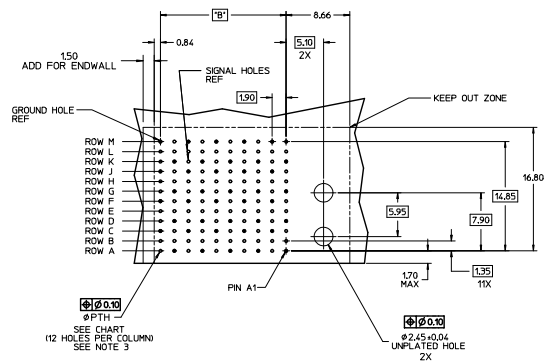 "B"
8.66
0.84
5.10
2X
1.50
ADD FOR ENDWALL
SIGNAL HOLES
REF
1.90
GROUND HOLE
REF
KEEP OUT ZONE
ROW M
ROW L
ROW K
ROW J
ROW H
ROW G
ROW F
ROW E
ROW D
ROW C
ROW B
ROW A
16.80
14.85
5.95
7.90
1.70
MAX
1.35
11X
PIN A1
⌖ Ø 0.10
ØPTH
SEE CHART
(12 HOLES PER COLUMN)
SEE NOTE 3
⌖ Ø 0.10
Ø2.45±0.04
UNPLATED HOLE
2X